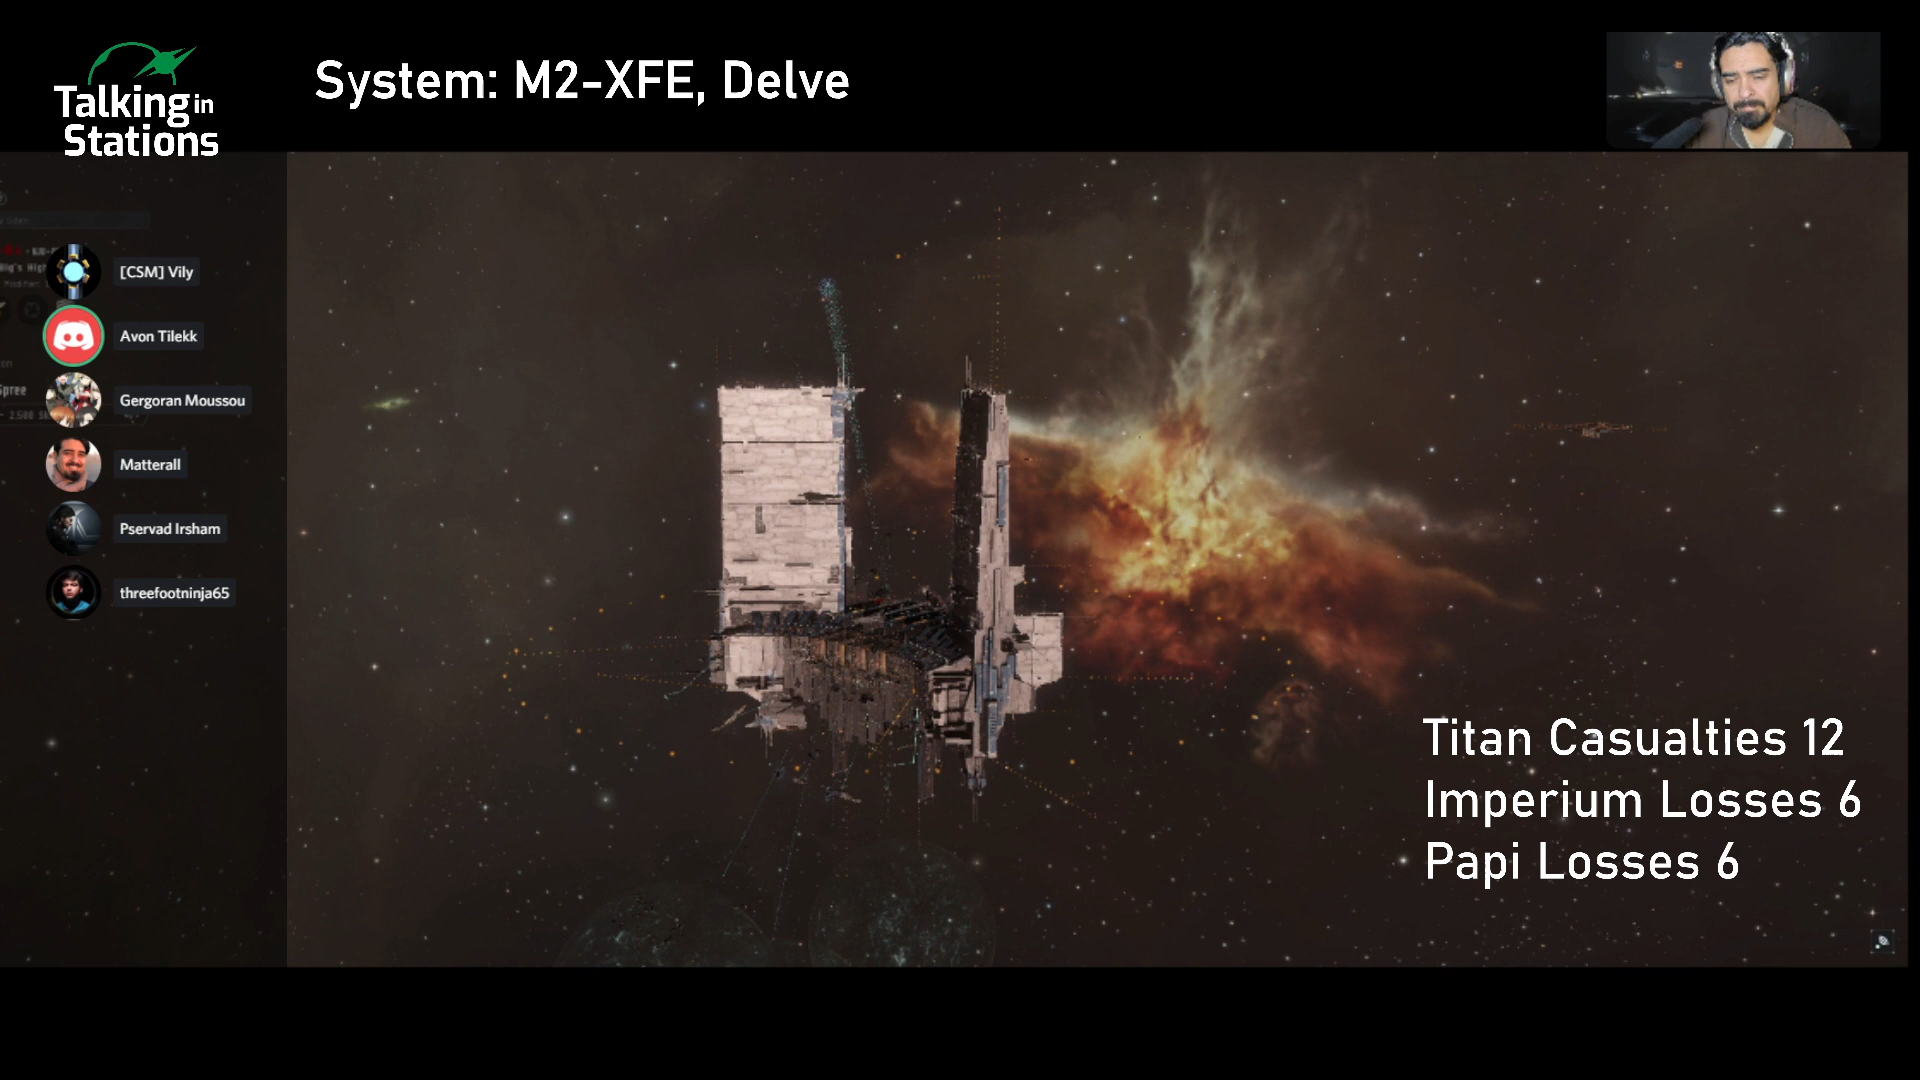 Talking in
Stations
System: M2-XFE, Delve
[CSM] Vily
Avon Tilekk
Gergoran Moussou
Matterall
Pservad Irsham
threefootninja65
Spree
Titan Casualties 12
Imperium Losses 6
Papi Losses 6